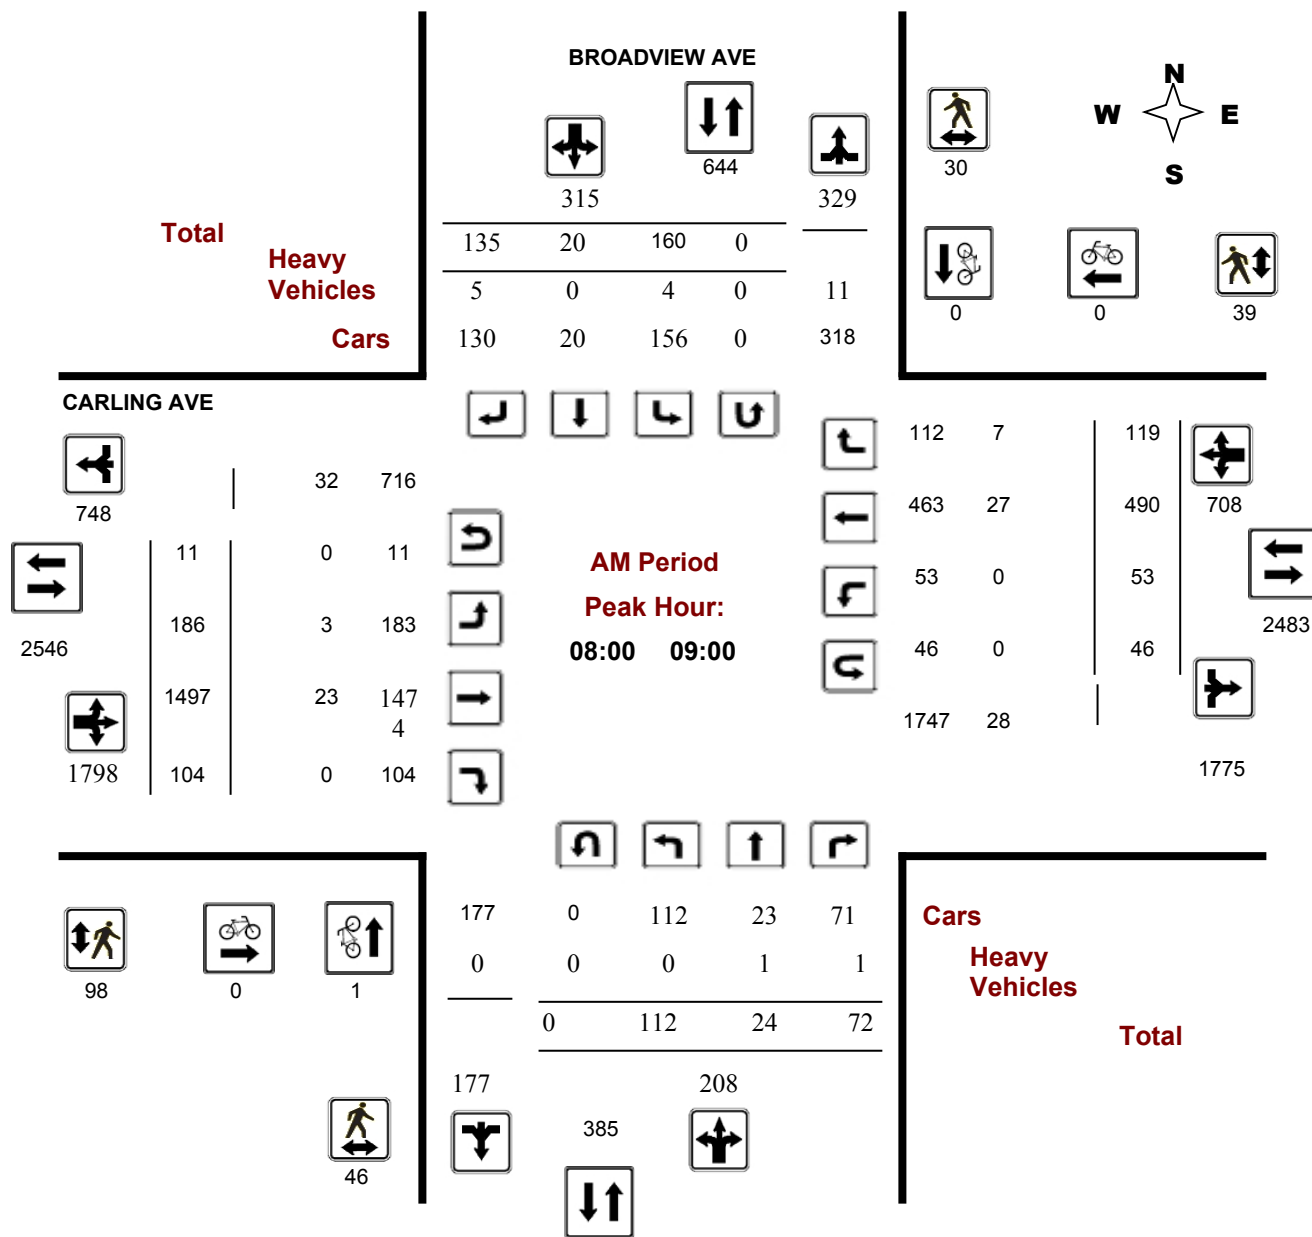 BROADVIEW AVE
N
W E
S
644
30
315 329
Total 135 20 160 0
Heavy
Vehicles 5 0 4 0 11
0 0 39
Cars 130 20 156 0 318
CARLING AVE
112 7 119
32 716
748
463 27 490 708
11 0 11
AM Period
53 0 53
Peak Hour:
186 3 183
2546
2483
08:00 09:00
46 0 46
1497 23 147
4
1747 28
1798 104 0 104
1775
177 0 112 23 71 Cars
0 0 0 1 1 Heavy
Vehicles
98 0 1
0 112 24 72 Total
177 208
385
46